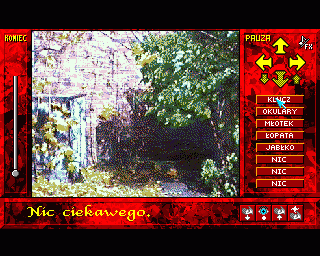 KONIEC
PAUZA
FX
KLUCZ
OKULARY
MŁOTEK
ŁOPATA
JABŁKO
NIC
NIC
NIC
Nic ciekawego.